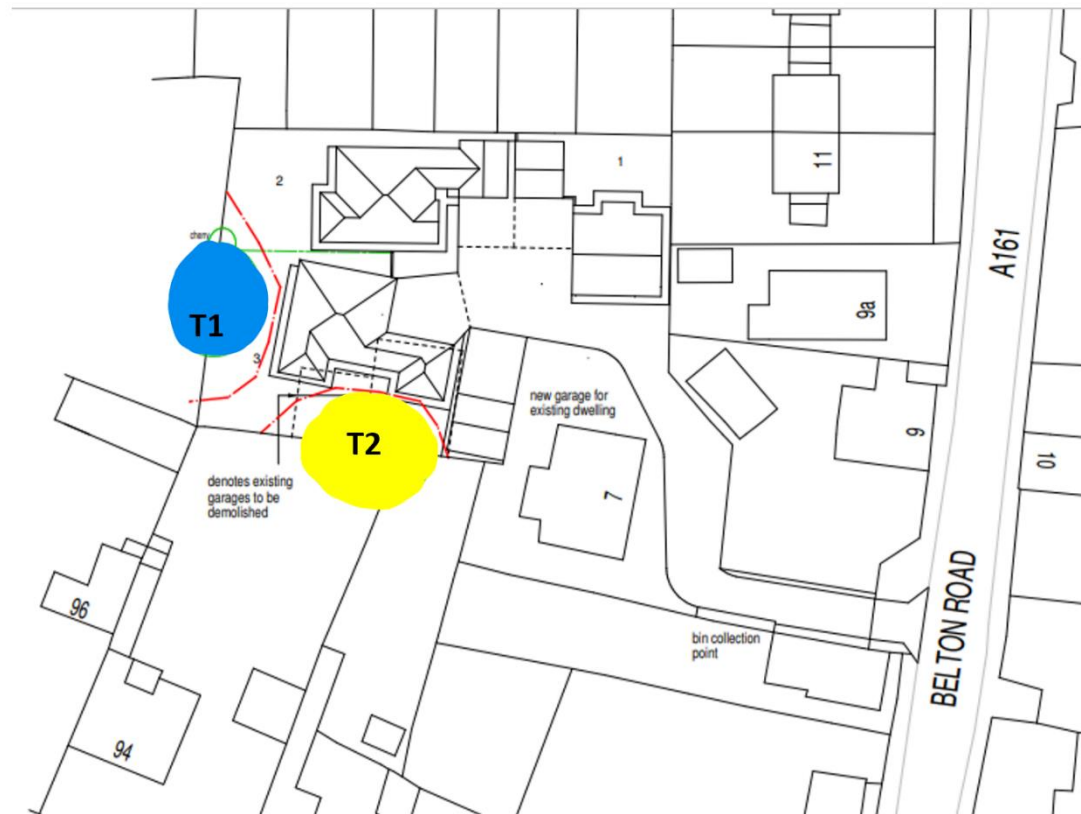 11
1
2
A161
cherry
9a
T1
3
new garage for
existing dwelling
9
T2
10
7
denotes existing
garages to be
demolished
96
bin collection
point
BELTON ROAD
94